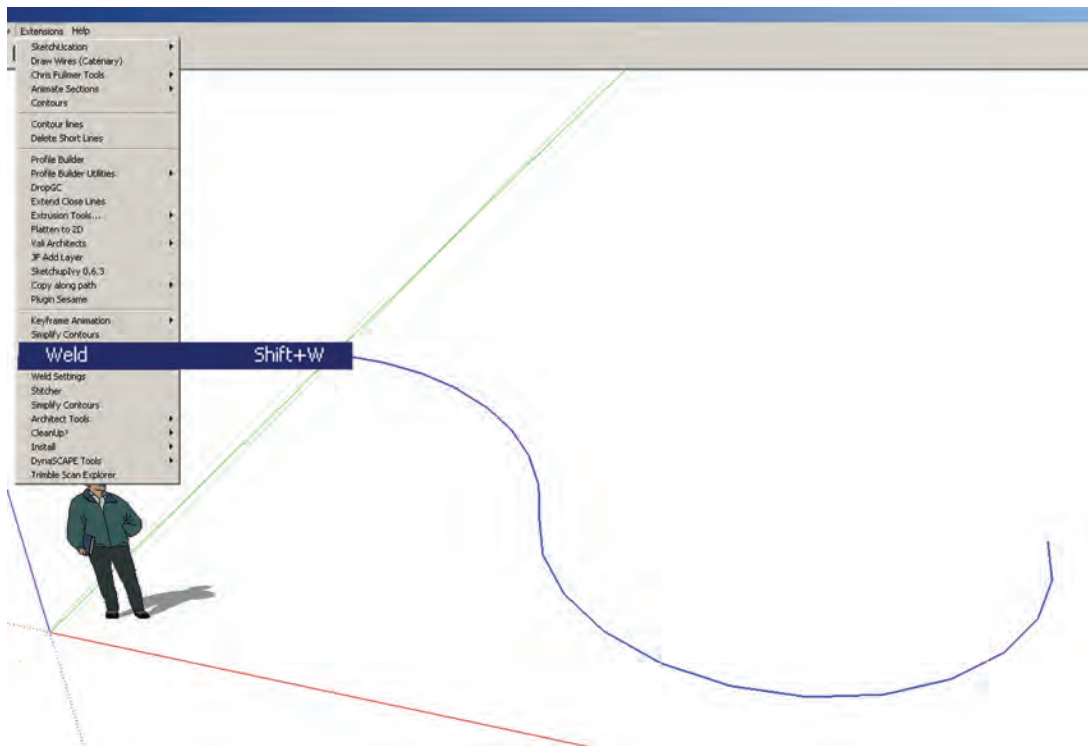 Extensions Help
SketchUcation
Draw Wires (Catenary)
Chris Fullmer Tools
Animate Sections
Contours
Contour lines
Delete Short Lines
Profile Builder
Profile Builder Utilities
DropGC
Extend Close Lines
Extrusion Tools...
Flatten to 2D
Vali Architects
JF Add Layer
SketchupIvy 0.6.3
Copy along path
Plugin Sesame
Keyframe Animation
Simplify Contours
Weld Shift+W
Weld Settings
Stitcher
Simplify Contours
Architect Tools
CleanUp³
Install
DynaSCAPE Tools
Trimble Scan Explorer